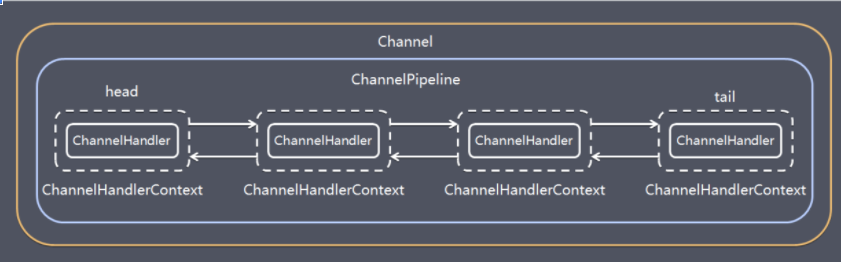 Channel
ChannelPipeline
head
tail
ChannelHandler
ChannelHandler
ChannelHandler
ChannelHandler
ChannelHandlerContext
ChannelHandlerContext
ChannelHandlerContext
ChannelHandlerContext